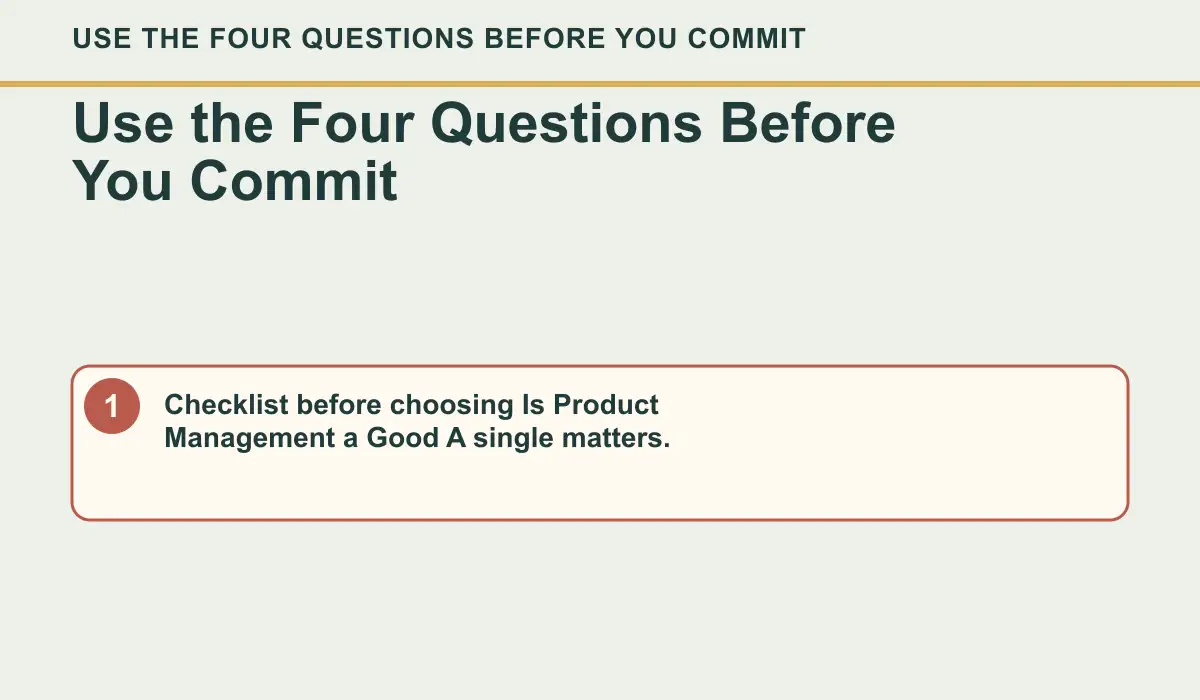 USE THE FOUR QUESTIONS BEFORE YOU COMMIT
Use the Four Questions Before
You Commit
1
Checklist before choosing Is Product
Management a Good A single matters.